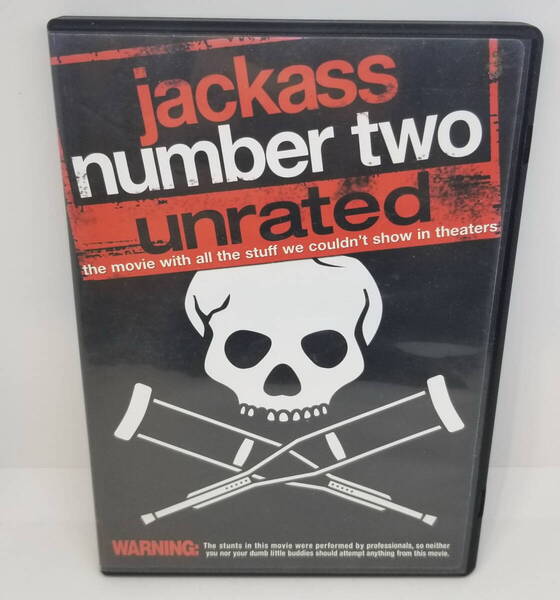 jackass
number two
unrated
the movie with all the stuff we couldn't show in theaters
WARNING: The stunts in this movie were performed by professionals, so neither
you nor your dumb little buddies should attempt anything from this movie.